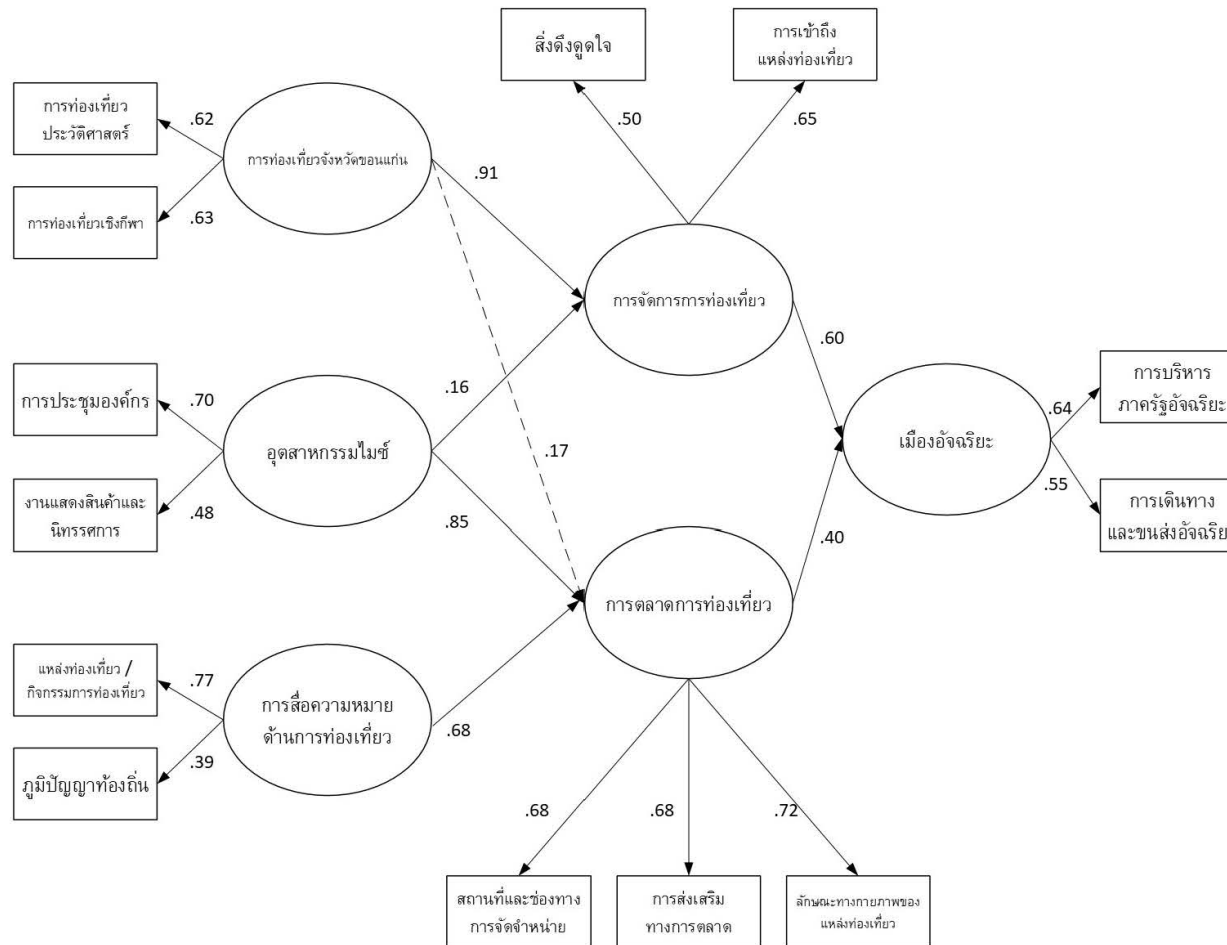 สิ่งดึงดูดใจ
การเข้าถึง
แหล่งท่องเที่ยว
.50
.65
การท่องเที่ยว
ประวัติศาสตร์
.62
การท่องเที่ยวจังหวัดขอนแก่น
การท่องเที่ยวเชิงกีฬา
.63
.91
การจัดการการท่องเที่ยว
.60
การประชุมองค์กร
.70
อุตสาหกรรมไมซ์
.16
.17
งานแสดงสินค้าและ
นิทรรศการ
.48
.85
เมืองอัจฉริยะ
.64
การบริหาร
ภาครัฐอัจฉริยะ
.55
การเดินทาง
และขนส่งอัจฉริย
.40
การตลาดการท่องเที่ยว
แหล่งท่องเที่ยว /
กิจกรรมการท่องเที่ยว
.77
การสื่อความหมาย
ด้านการท่องเที่ยว
.68
ภูมิปัญญาท้องถิ่น
.39
.68
.68
.72
สถานที่และช่องทาง
การจัดจำหน่าย
การส่งเสริม
ทางการตลาด
ลักษณะทางกายภาพของ
แหล่งท่องเที่ยว